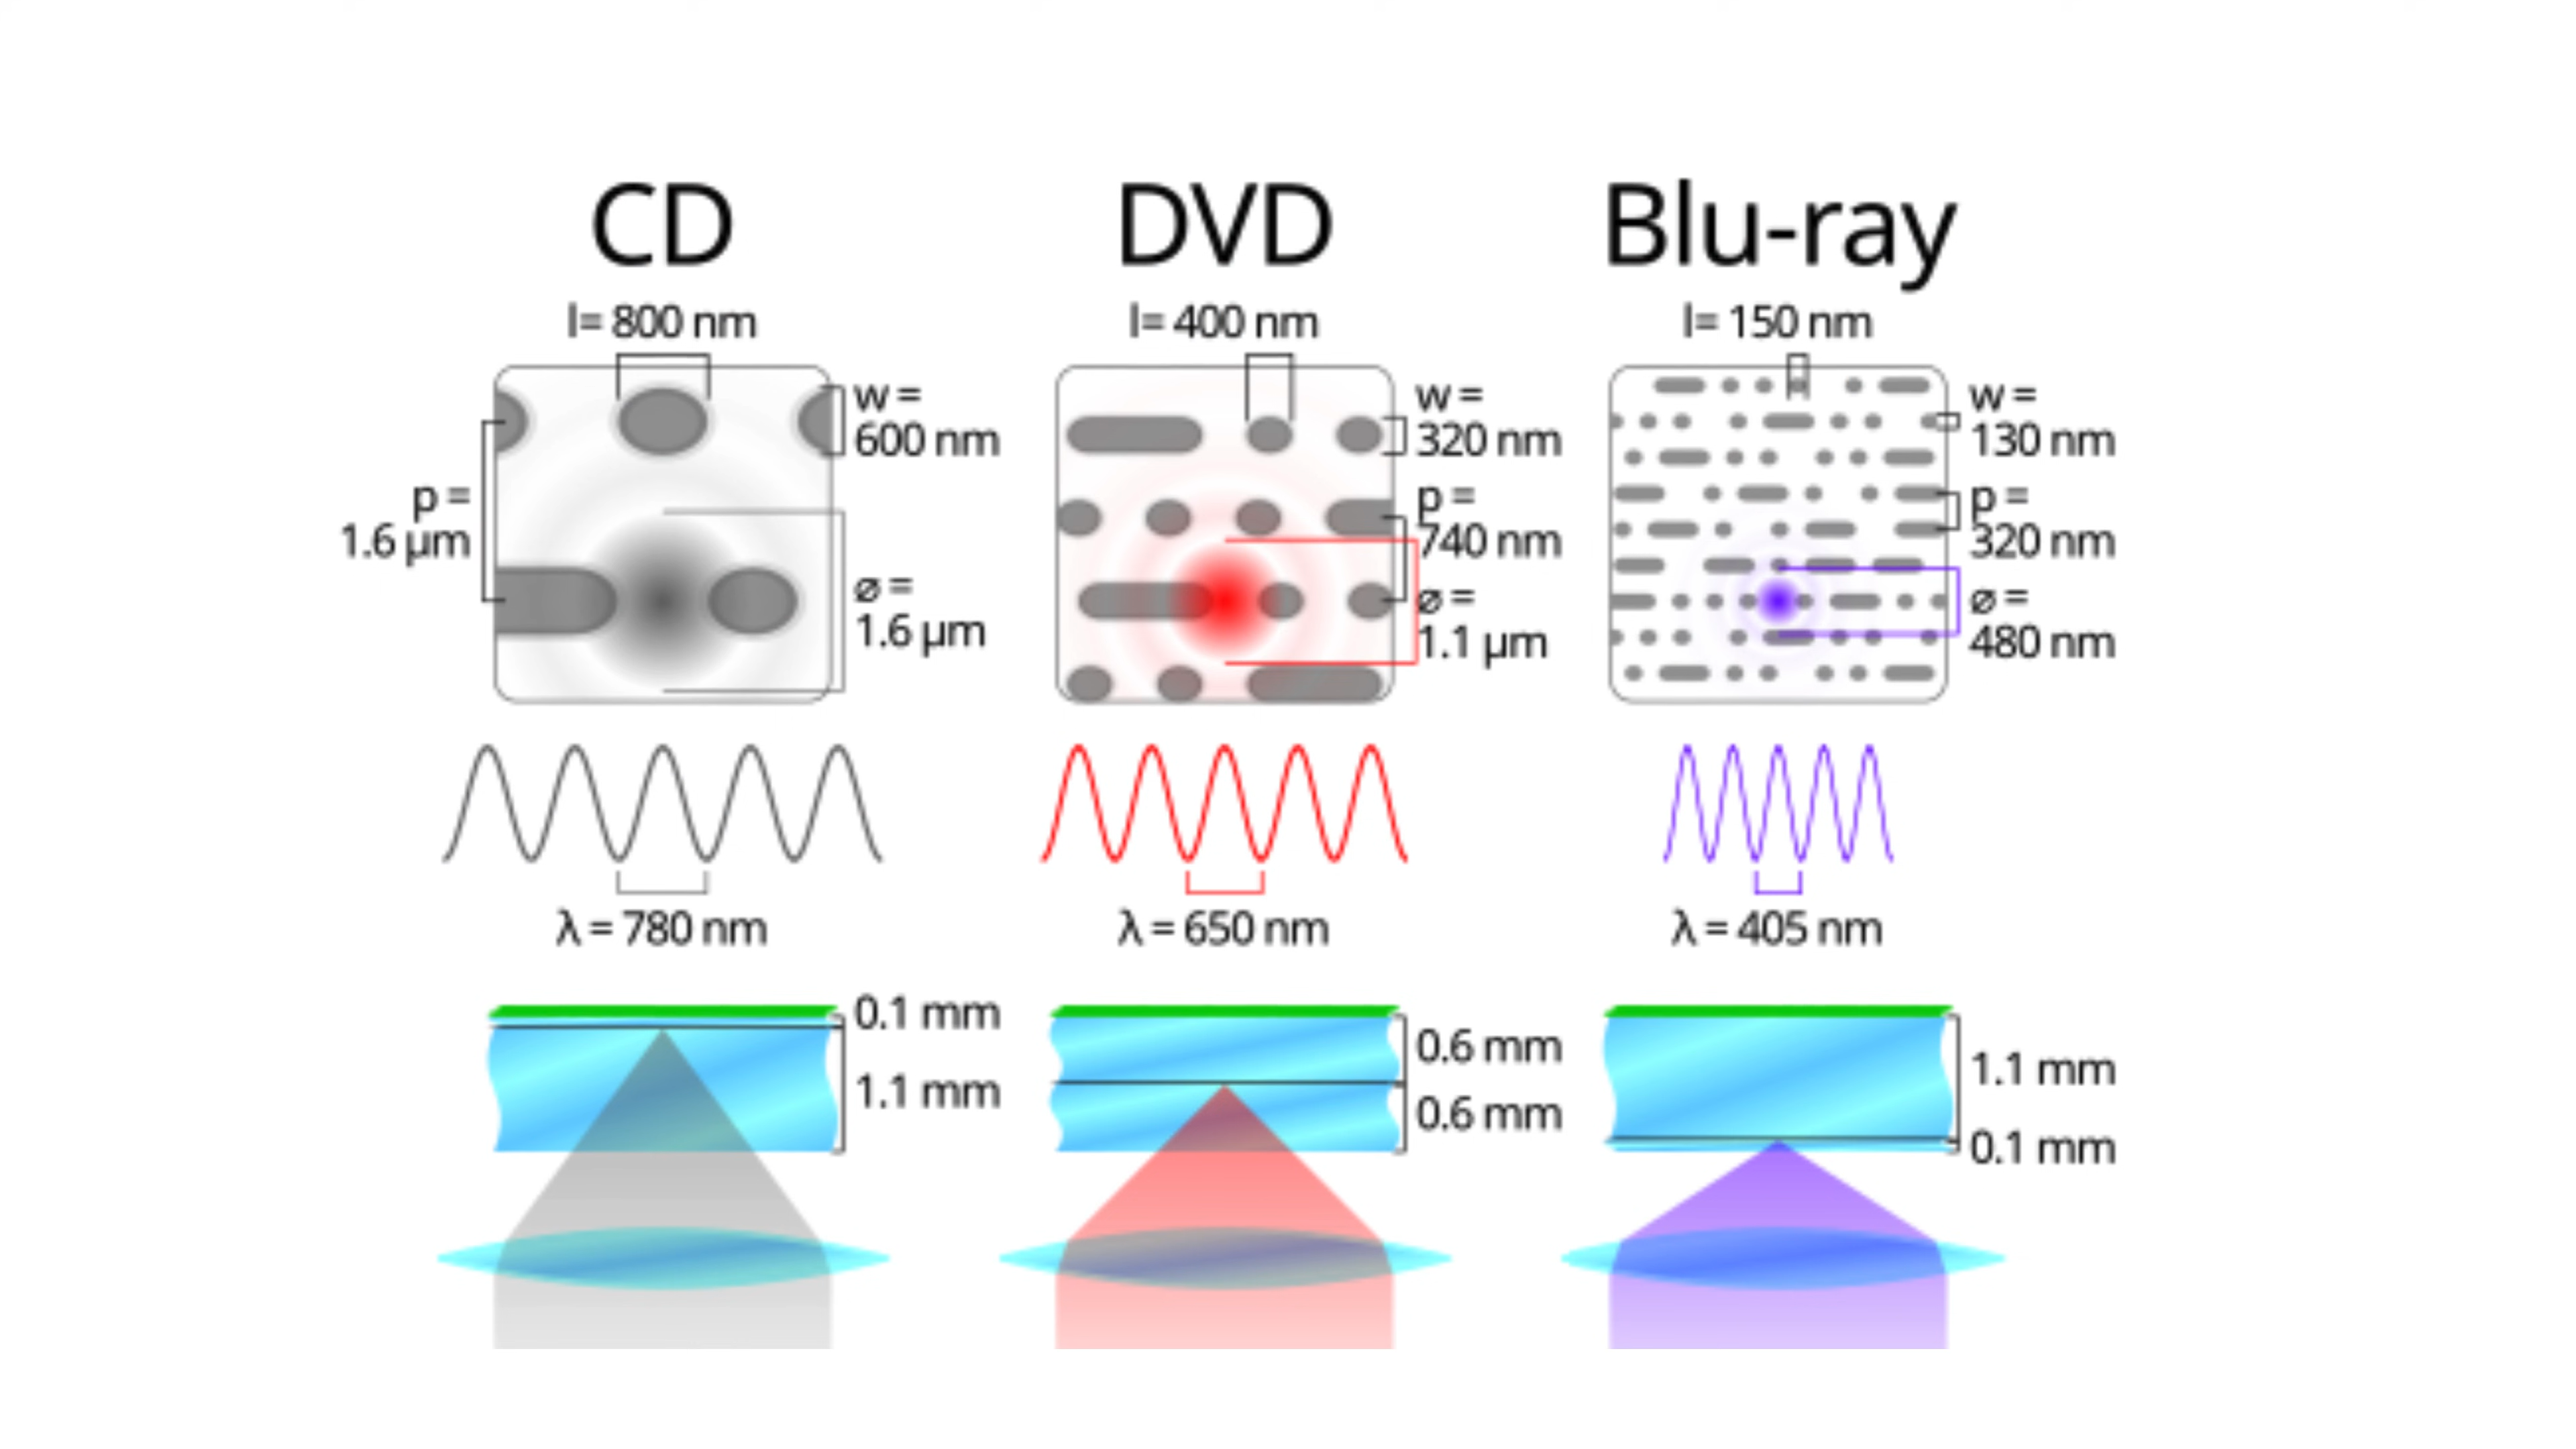 CD
l= 800 nm
w =
600 nm
p =
1.6 µm
⌀ =
1.6 µm
λ = 780 nm
0.1 mm
1.1 mm
DVD
l= 400 nm
w =
320 nm
p =
740 nm
⌀ =
1.1 µm
λ = 650 nm
0.6 mm
0.6 mm
Blu-ray
l= 150 nm
w =
130 nm
p =
320 nm
⌀ =
480 nm
λ = 405 nm
1.1 mm
0.1 mm